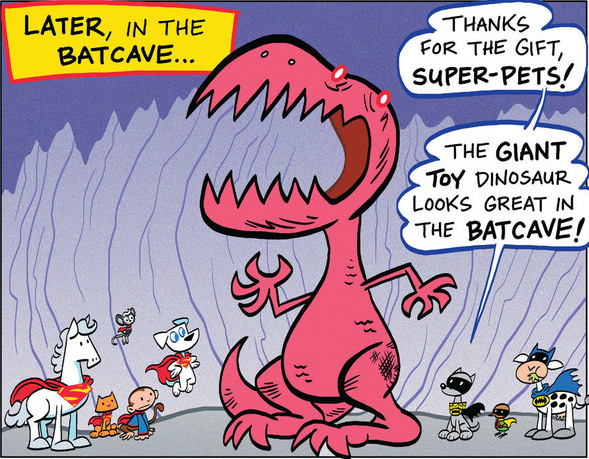 LATER, IN THE
BATCAVE...
THANKS
FOR THE GIFT,
SUPER-PETS!
THE GIANT
TOY DINOSAUR
LOOKS GREAT IN
THE BATCAVE!